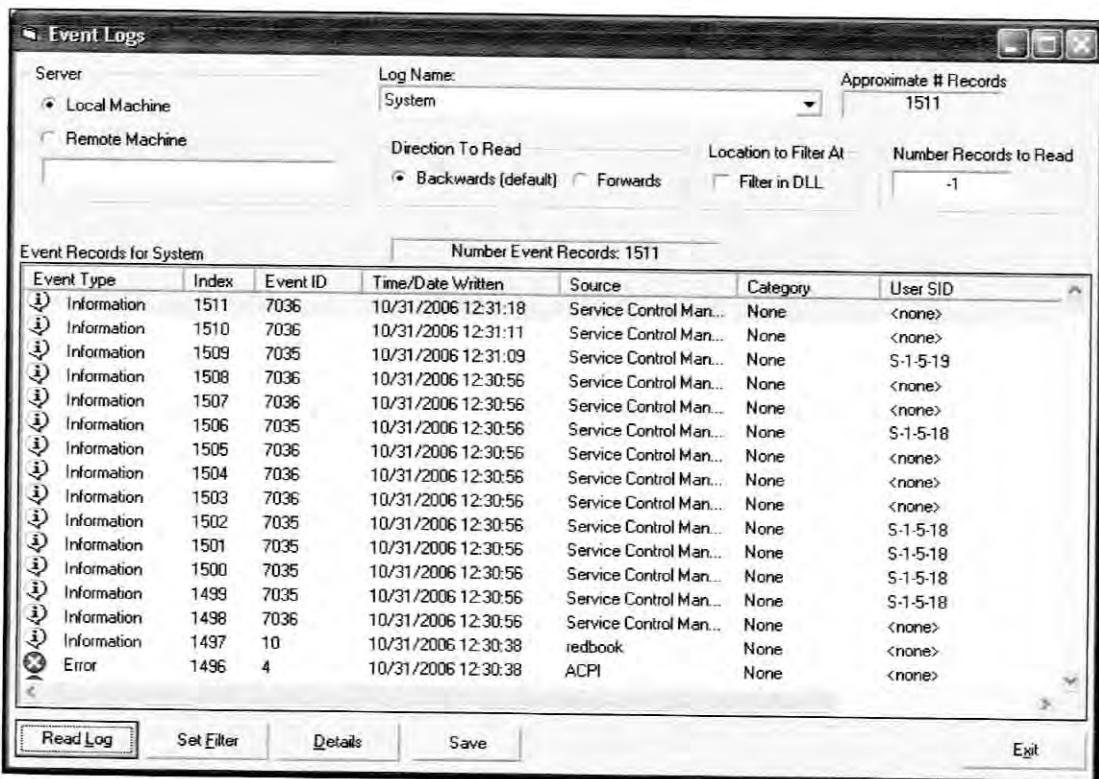 Event Logs
Server
Local Machine
Remote Machine
Log Name:
System
Approximate # Records
1511
Direction To Read
Backwards (default) Forwards
Location to Filter At
Filter in DLL
Number Records to Read
-1
Event Records for System
Number Event Records: 1511
Event Type Index Event ID Time/Date Written Source Category User SID
Information 1511 7036 10/31/2006 12:31:18 Service Control Man... None <none>
Information 1510 7036 10/31/2006 12:31:11 Service Control Man... None <none>
Information 1509 7035 10/31/2006 12:31:09 Service Control Man... None S-1-5-19
Information 1508 7036 10/31/2006 12:30:56 Service Control Man... None <none>
Information 1507 7036 10/31/2006 12:30:56 Service Control Man... None <none>
Information 1506 7035 10/31/2006 12:30:56 Service Control Man... None S-1-5-18
Information 1505 7036 10/31/2006 12:30:56 Service Control Man... None <none>
Information 1504 7036 10/31/2006 12:30:56 Service Control Man... None <none>
Information 1503 7036 10/31/2006 12:30:56 Service Control Man... None <none>
Information 1502 7035 10/31/2006 12:30:56 Service Control Man... None S-1-5-18
Information 1501 7035 10/31/2006 12:30:56 Service Control Man... None S-1-5-18
Information 1500 7035 10/31/2006 12:30:56 Service Control Man... None S-1-5-18
Information 1499 7035 10/31/2006 12:30:56 Service Control Man... None S-1-5-18
Information 1498 7036 10/31/2006 12:30:56 Service Control Man... None <none>
Information 1497 10 10/31/2006 12:30:38 redbook None <none>
Error 1496 4 10/31/2006 12:30:38 ACPI None <none>
Read Log Set Filter Details Save Exit